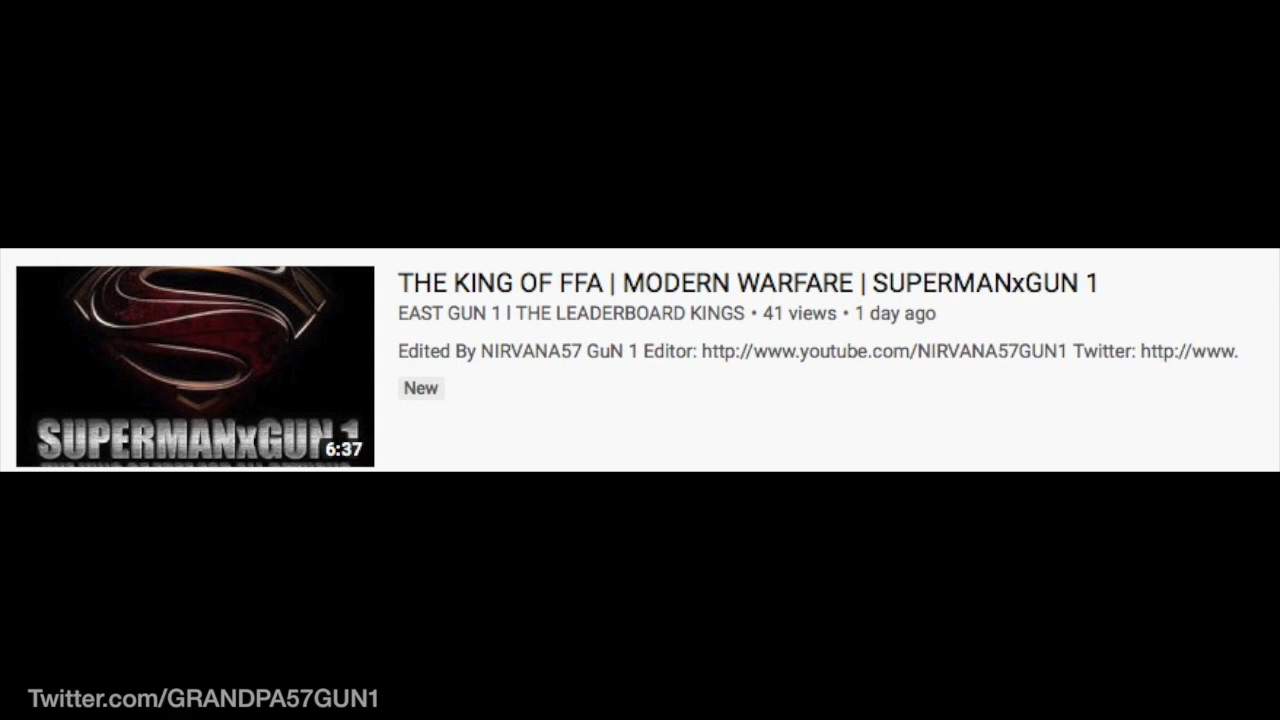 THE KING OF FFA | MODERN WARFARE | SUPERMANxGUN 1
EAST GUN 1 l THE LEADERBOARD KINGS • 41 views • 1 day ago
Edited By NIRVANA57 GuN 1 Editor: http://www.youtube.com/NIRVANA57GUN1 Twitter: http://www.
New
SUPERMANxGUN 1
6:37
Twitter.com/GRANDPA57GUN1